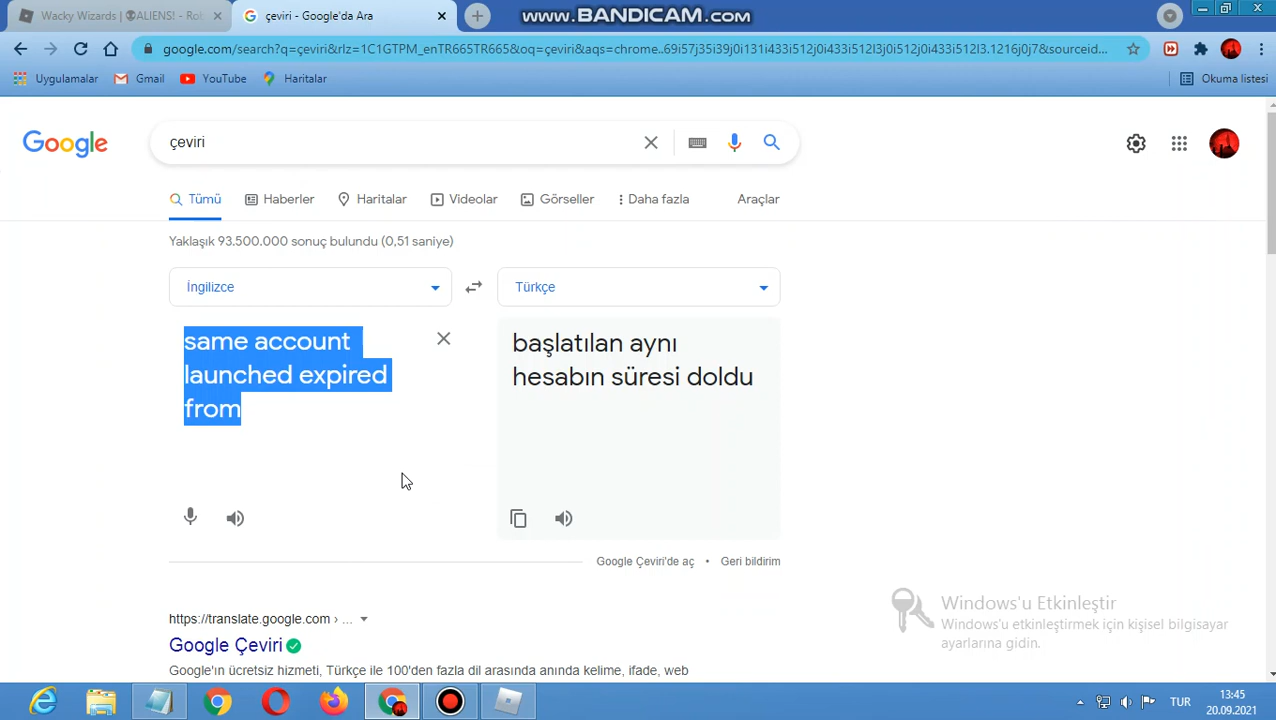 Wacky Wizards | 👽ALIENS! - Rob
çeviri - Google'da Ara
www.BANDICAM.com
google.com/search?q=çeviri&rlz=1C1GTPM_enTR665TR665&oq=çeviri&aqs=chrome..69i57j35i39j0i131i433i512j0i433i512l3j0i512j0i433i512l3.1216j0j7&sourceid...
Uygulamalar
Gmail
YouTube
Haritalar
Okuma listesi
Google
çeviri
Tümü
Haberler
Haritalar
Videolar
Görseller
Daha fazla
Araçlar
Yaklaşık 93.500.000 sonuç bulundu (0,51 saniye)
İngilizce
Türkçe
same account
launched expired
from
başlatılan aynı
hesabın süresi doldu
Google Çeviri'de aç • Geri bildirim
https://translate.google.com › ...
Google Çeviri
Google'ın ücretsiz hizmeti, Türkçe ile 100'den fazla dil arasında anında kelime, ifade, web
Windows'u Etkinleştir
Windows'u etkinleştirmek için kişisel bilgisayar
ayarlarına gidin.
TUR
13:45
20.09.2021